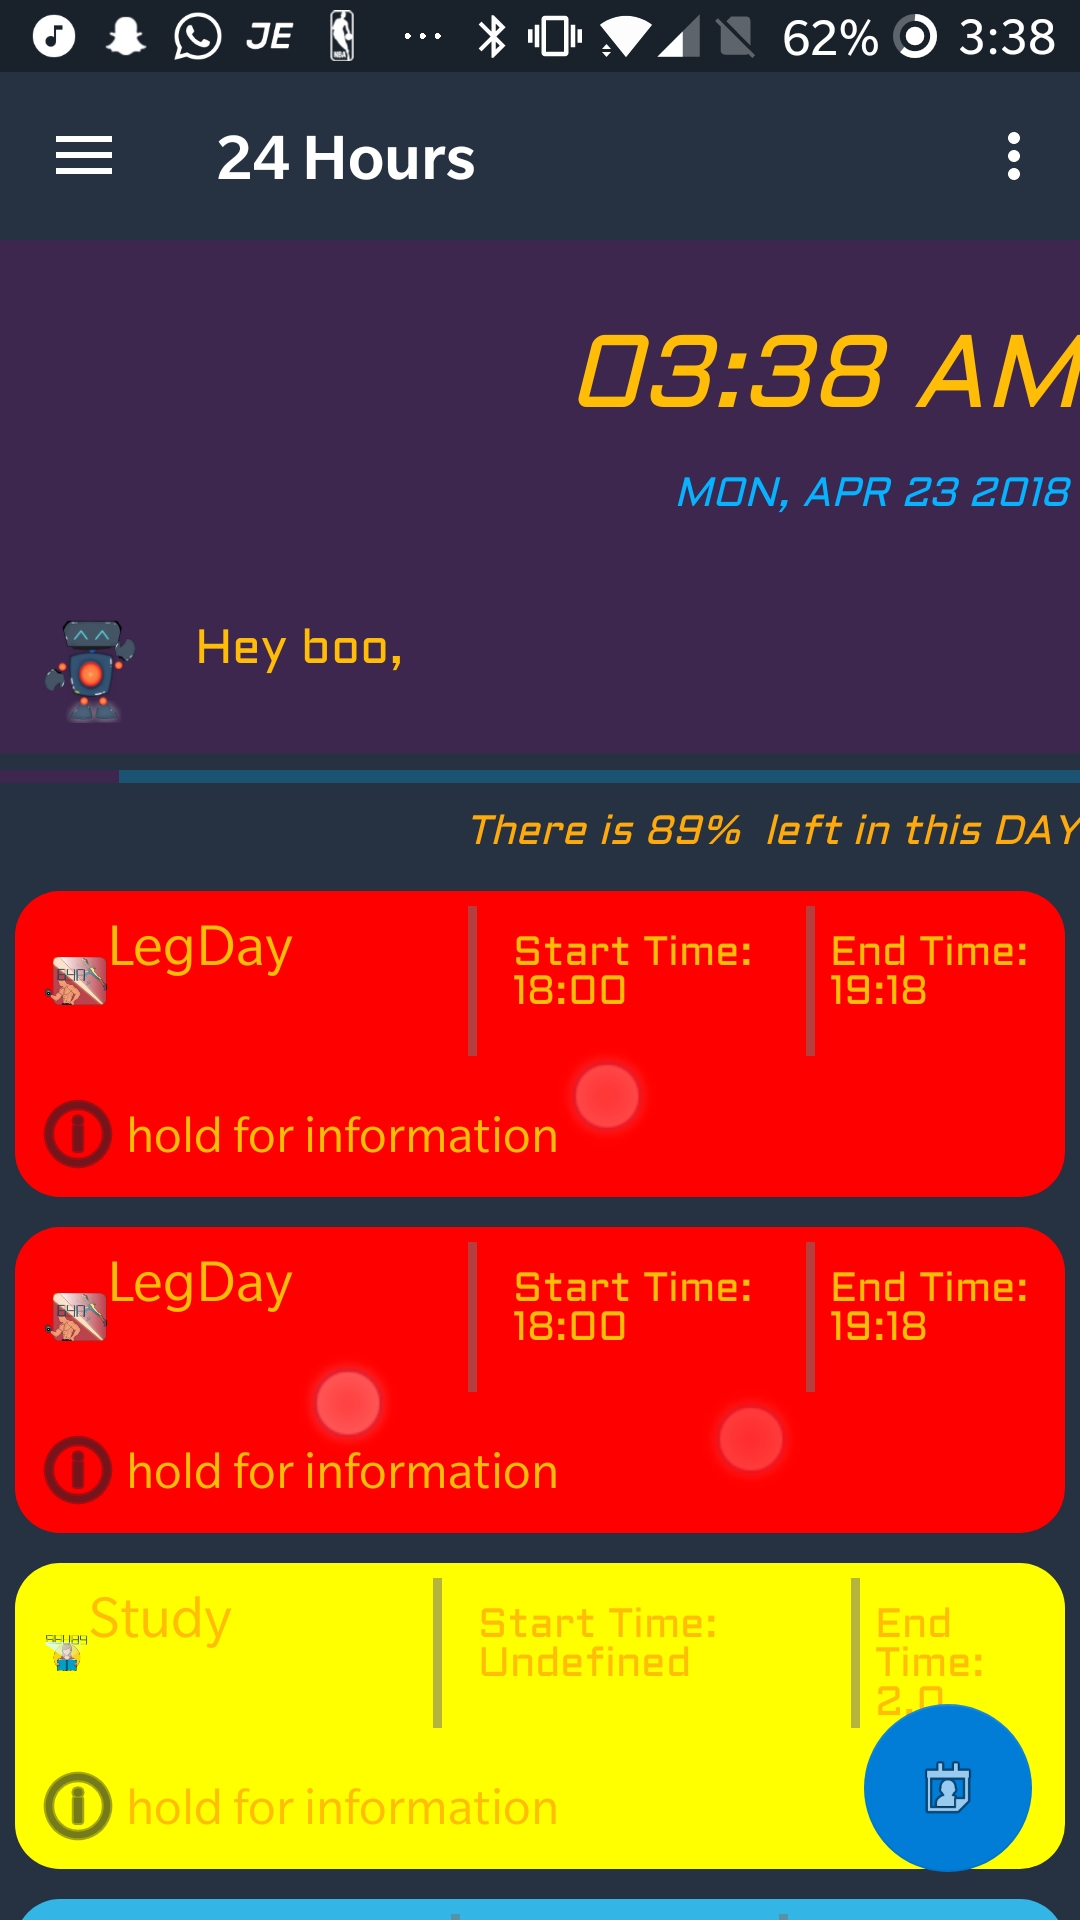 JE ... 62% 3:38
24 Hours
03:38 AM
MON, APR 23 2018
Hey boo,
There is 89% left in this DAY
LegDay
Start Time:
18:00
End Time:
19:18
GYM
hold for information
LegDay
Start Time:
18:00
End Time:
19:18
GYM
hold for information
Study
Start Time:
Undefined
End
Time:
2.0
Study
hold for information